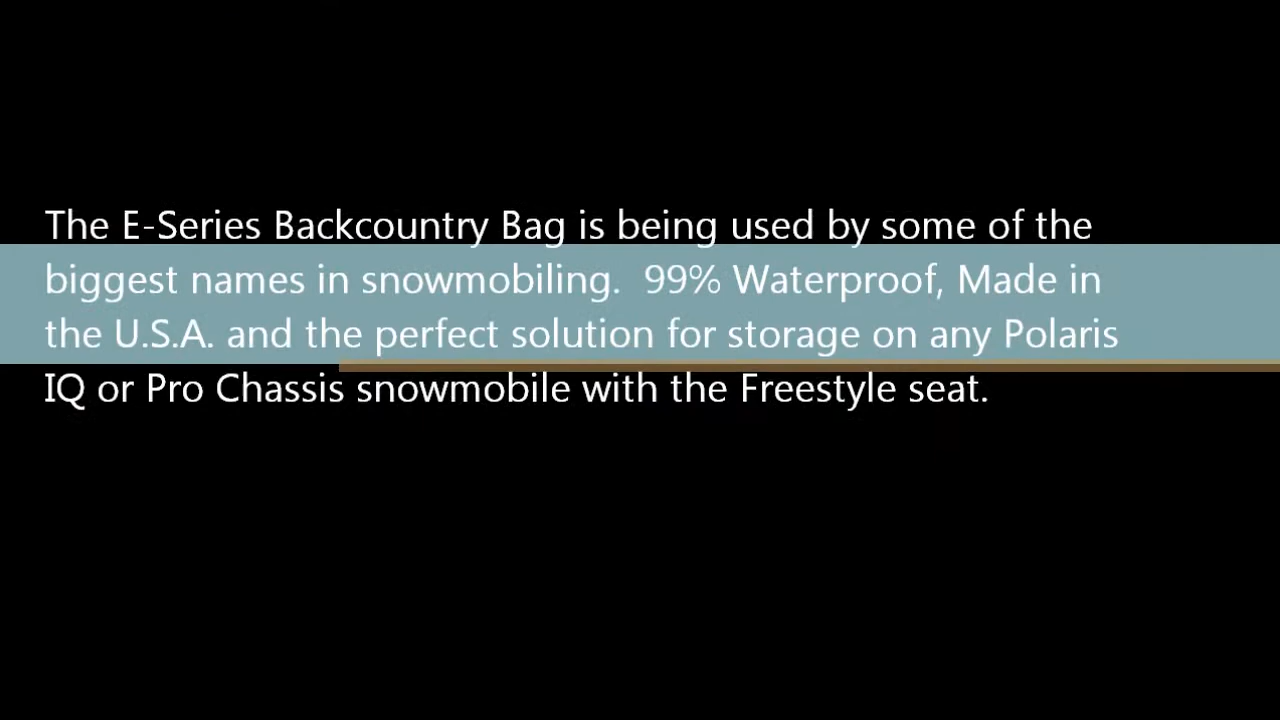 The E-Series Backcountry Bag is being used by some of the
biggest names in snowmobiling.  99% Waterproof, Made in
the U.S.A. and the perfect solution for storage on any Polaris
IQ or Pro Chassis snowmobile with the Freestyle seat.